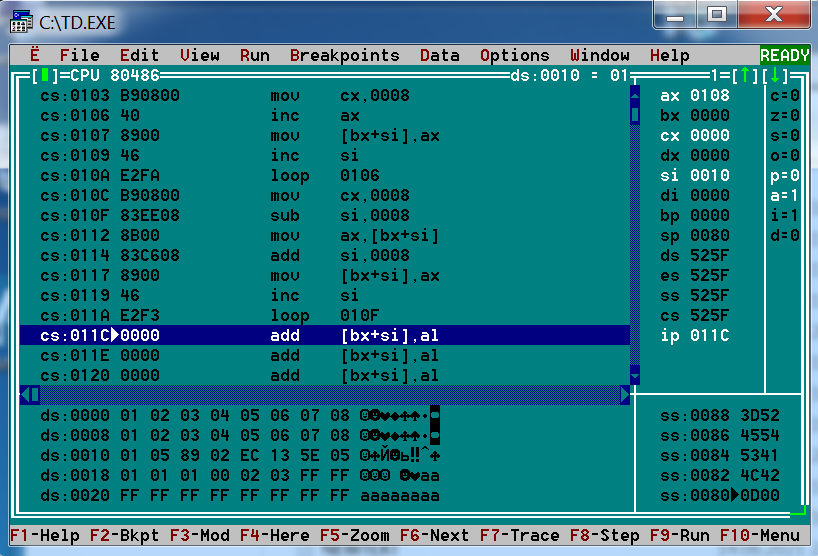 C:\TD.EXE
Ë File Edit View Run Breakpoints Data Options Window Help READY
[▮]=CPU 80486 ds:0010 = 01 1=[↑][↓]
cs:0103 B90800 mov cx,0008 ax 0108 c=0
cs:0106 40 inc ax bx 0000 z=0
cs:0107 8900 mov [bx+si],ax cx 0000 s=0
cs:0109 46 inc si dx 0000 o=0
cs:010A E2FA loop 0106 si 0010 p=0
cs:010C B90800 mov cx,0008 di 0000 a=1
cs:010F 83EE08 sub si,0008 bp 0000 i=1
cs:0112 8B00 mov ax,[bx+si] sp 0080 d=0
cs:0114 83C608 add si,0008 ds 525F
cs:0117 8900 mov [bx+si],ax es 525F
cs:0119 46 inc si ss 525F
cs:011A E2F3 loop 010F cs 525F
cs:011C►0000 add [bx+si],al ip 011C
cs:011E 0000 add [bx+si],al
cs:0120 0000 add [bx+si],al
ds:0000 01 02 03 04 05 06 07 08 ☺☻♥♦♣♠•◘ ss:0088 3D52
ds:0008 01 02 03 04 05 06 07 08 ☺☻♥♦♣♠•◘ ss:0086 4554
ds:0010 01 05 89 02 EC 13 5E 05 ☺♣Й☻ь‼^♣ ss:0084 5341
ds:0018 01 01 01 00 02 03 FF FF ☺☺☺ ☻♥aa ss:0082 4C42
ds:0020 FF FF FF FF FF FF FF FF aaaaaaaa ss:0080►0D00
F1-Help F2-Bkpt F3-Mod F4-Here F5-Zoom F6-Next F7-Trace F8-Step F9-Run F10-Menu